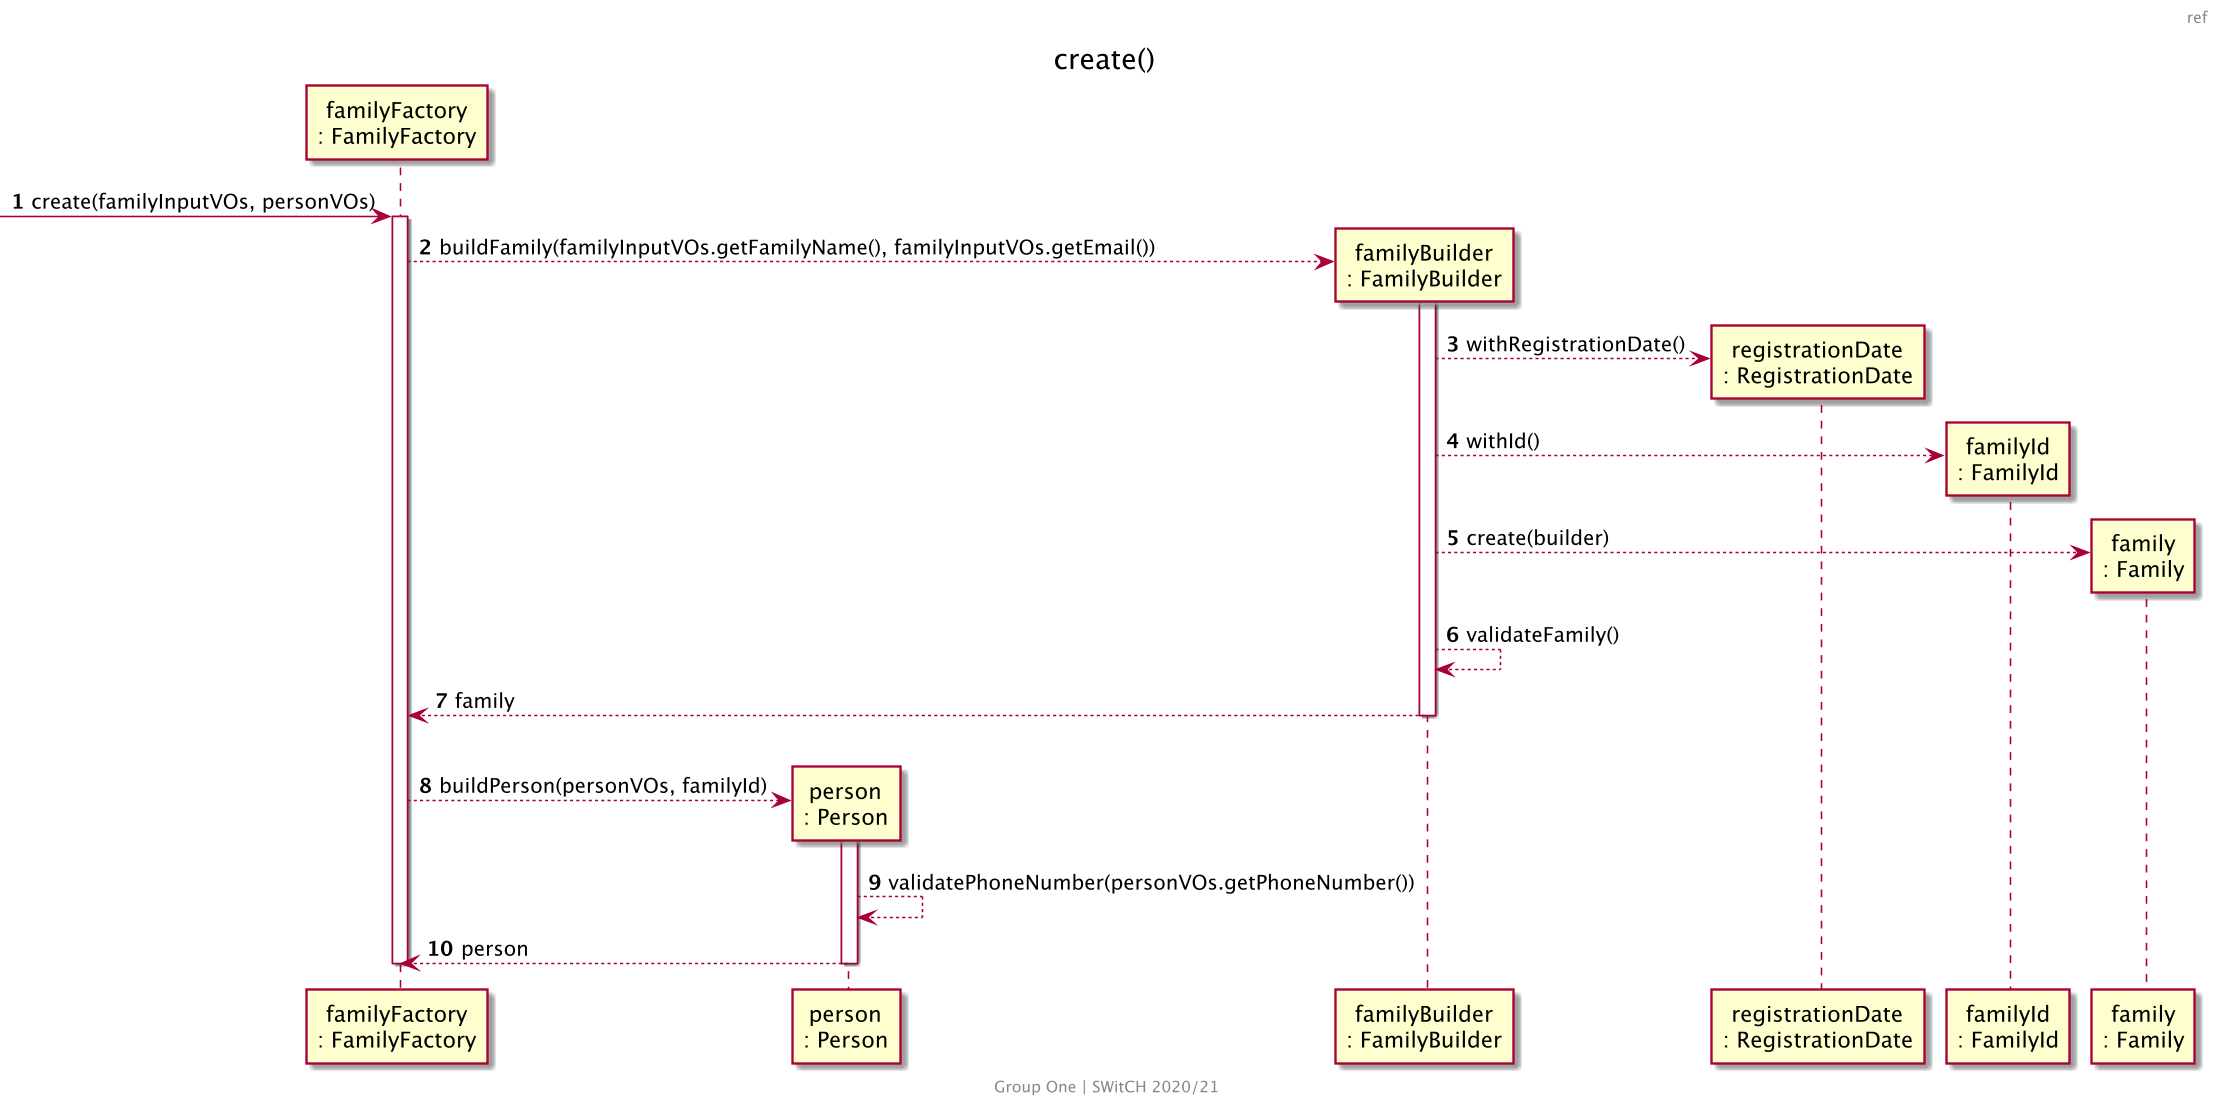 ref
create()
familyFactory
: FamilyFactory
1 create(familyInputVOs, personVOs)
2 buildFamily(familyInputVOs.getFamilyName(), familyInputVOs.getEmail())
familyBuilder
: FamilyBuilder
3 withRegistrationDate()
registrationDate
: RegistrationDate
4 withId()
familyId
: FamilyId
5 create(builder)
family
: Family
6 validateFamily()
7 family
8 buildPerson(personVOs, familyId)
person
: Person
9 validatePhoneNumber(personVOs.getPhoneNumber())
10 person
familyFactory
: FamilyFactory
person
: Person
familyBuilder
: FamilyBuilder
registrationDate
: RegistrationDate
familyId
: FamilyId
family
: Family
Group One | SWitCH 2020/21